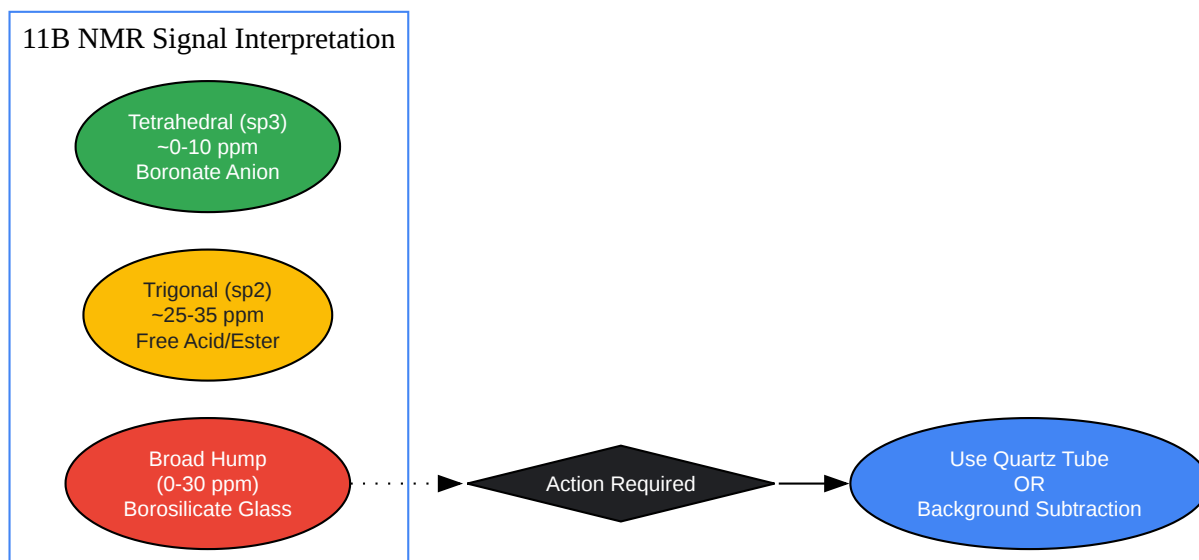 11B NMR Signal Interpretation
Tetrahedral (sp3)
~0-10 ppm
Boronate Anion
Trigonal (sp2)
~25-35 ppm
Free Acid/Ester
Broad Hump
(0-30 ppm)
Borosilicate Glass
Action Required
Use Quartz Tube
OR
Background Subtraction